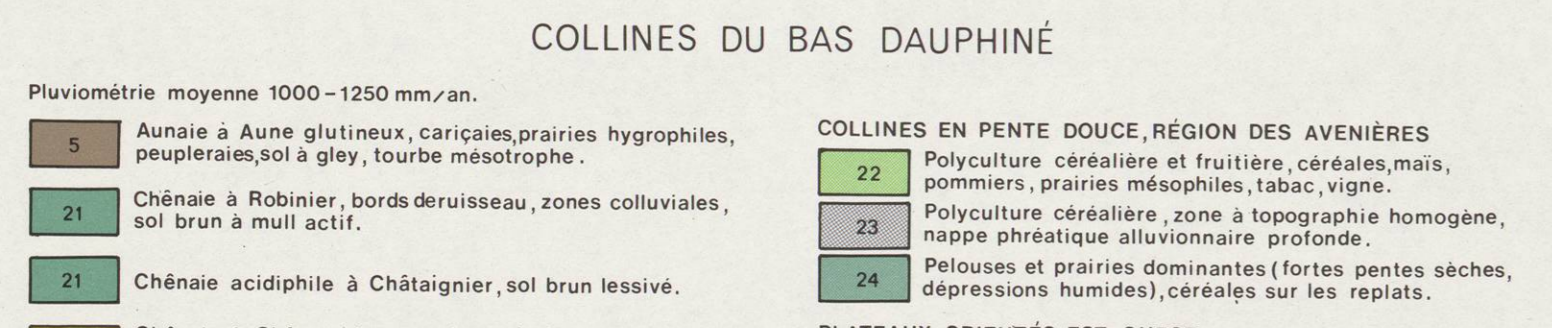 COLLINES DU BAS DAUPHINÉ
Pluviométrie moyenne 1000-1250 mm/an.
5
Aunaie à Aune glutineux, cariçaies,prairies hygrophiles,
peupleraies,sol à gley, tourbe mésotrophe.
21
Chênaie à Robinier, bords deruisseau, zones colluviales,
sol brun à mull actif.
21
Chênaie acidiphile à Châtaignier, sol brun lessivé.
COLLINES EN PENTE DOUCE, RÉGION DES AVENIÈRES
22
Polyculture céréalière et fruitière, céréales,maïs,
pommiers, prairies mésophiles, tabac, vigne.
23
Polyculture céréalière, zone à topographie homogène,
nappe phréatique alluvionnaire profonde.
24
Pelouses et prairies dominantes (fortes pentes sèches,
dépressions humides), céréales sur les replats.